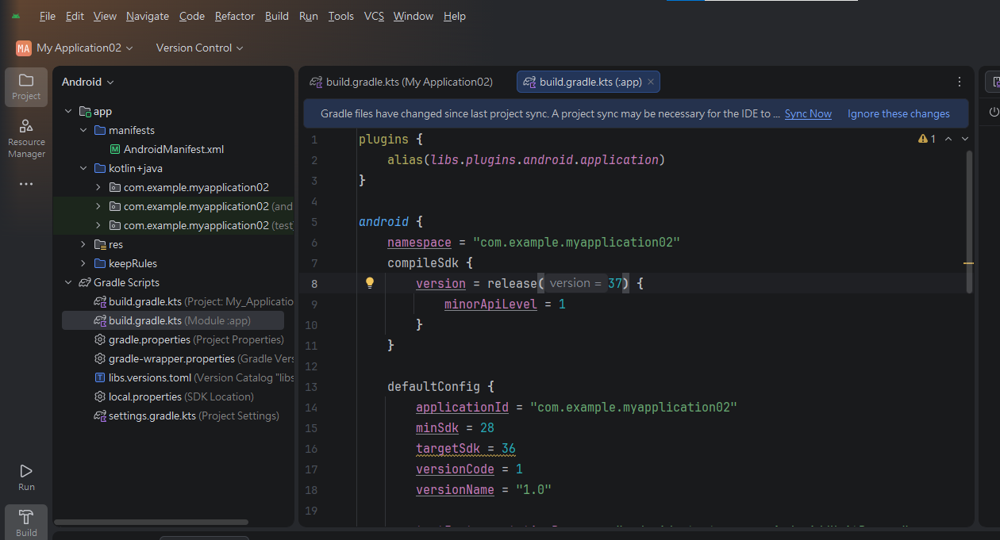 File Edit View Navigate Code Refactor Build Run Tools VCS Window Help
MA My Application02 Version Control
Project
Resource Manager
Run
Build
Android
app
manifests
AndroidManifest.xml
kotlin+java
com.example.myapplication02
com.example.myapplication02 (and
com.example.myapplication02 (test
res
keepRules
Gradle Scripts
build.gradle.kts (Project: My_Applicatio
build.gradle.kts (Module :app)
gradle.properties (Project Properties)
gradle-wrapper.properties (Gradle Vers
libs.versions.toml (Version Catalog "libs
local.properties (SDK Location)
settings.gradle.kts (Project Settings)
build.gradle.kts (My Application02) build.gradle.kts (:app)
Gradle files have changed since last project sync. A project sync may be necessary for the IDE to ... Sync Now Ignore these changes
1 plugins { 1
2 alias(libs.plugins.android.application)
3 }
4
5 android {
6 namespace = "com.example.myapplication02"
7 compileSdk {
8 version = release( version = 37) {
9 minorApiLevel = 1
10 }
11 }
12
13 defaultConfig {
14 applicationId = "com.example.myapplication02"
15 minSdk = 28
16 targetSdk = 36
17 versionCode = 1
18 versionName = "1.0"
19